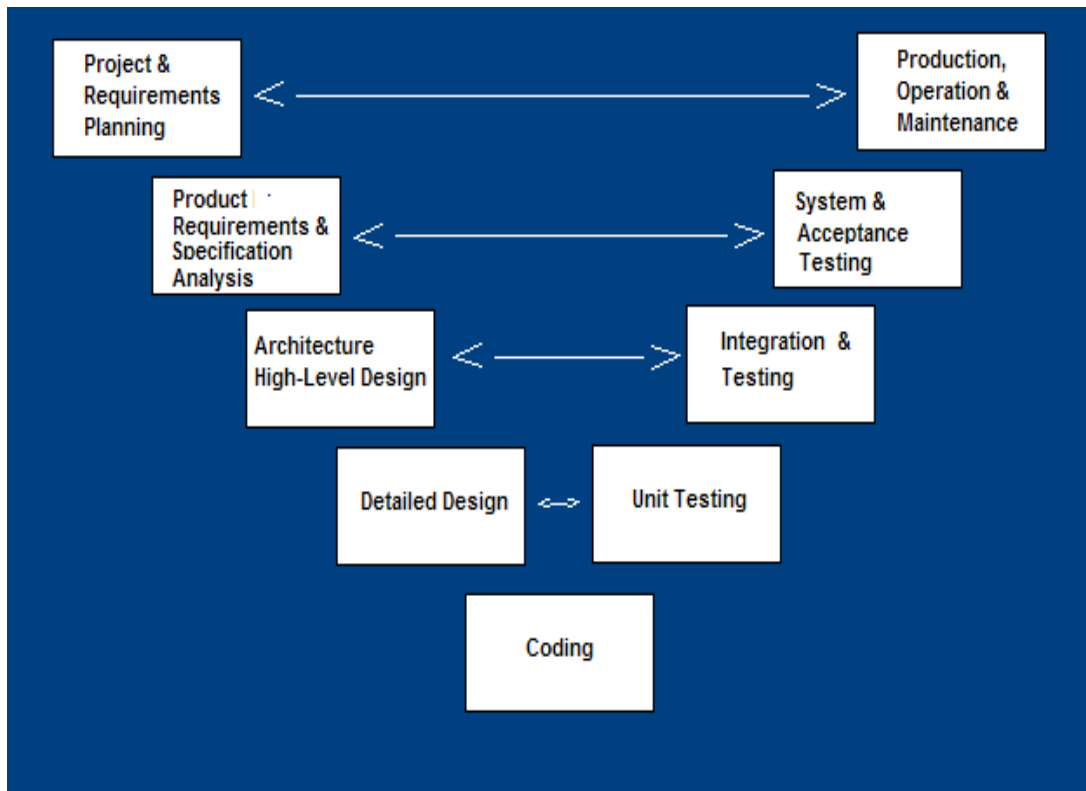 Project &
Requirements
Planning
Production,
Operation &
Maintenance
Product
Requirements &
Specification
Analysis
System &
Acceptance
Testing
Architecture
High-Level Design
Integration &
Testing
Detailed Design
Unit Testing
Coding